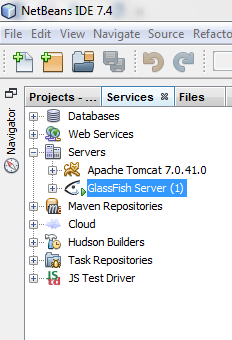 NetBeans IDE 7.4
File Edit View Navigate Source Refacto
Projects - ... Services Files
Navigator
Databases
Web Services
Servers
Apache Tomcat 7.0.41.0
GlassFish Server (1)
Maven Repositories
Cloud
Hudson Builders
Task Repositories
JS Test Driver